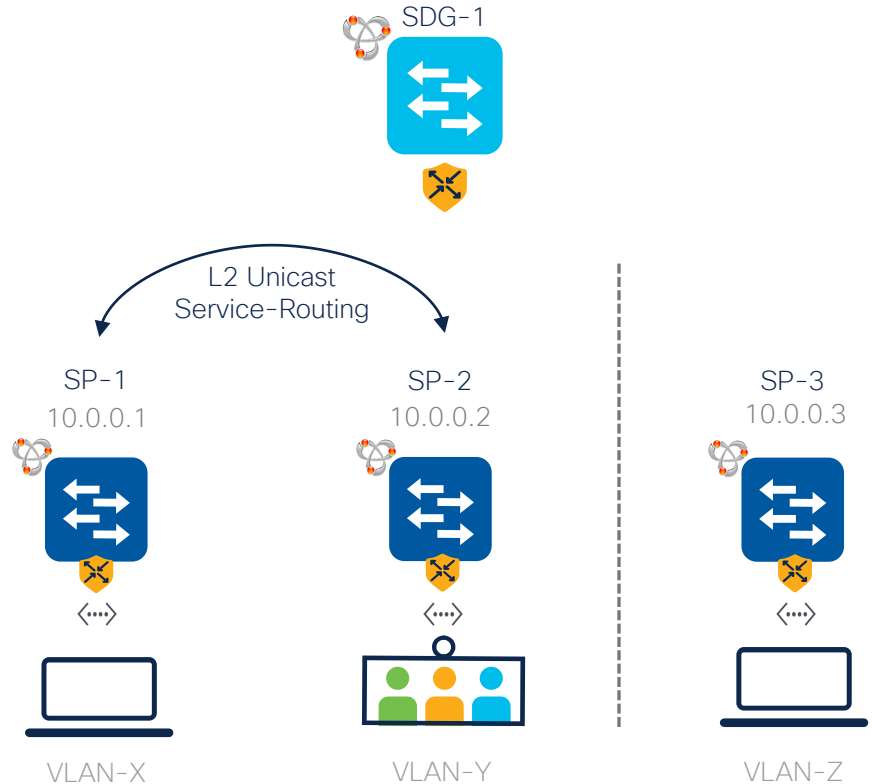 SDG-1
L2 Unicast
Service-Routing
SP-1
10.0.0.1
SP-2
10.0.0.2
SP-3
10.0.0.3
VLAN-X
VLAN-Y
VLAN-Z